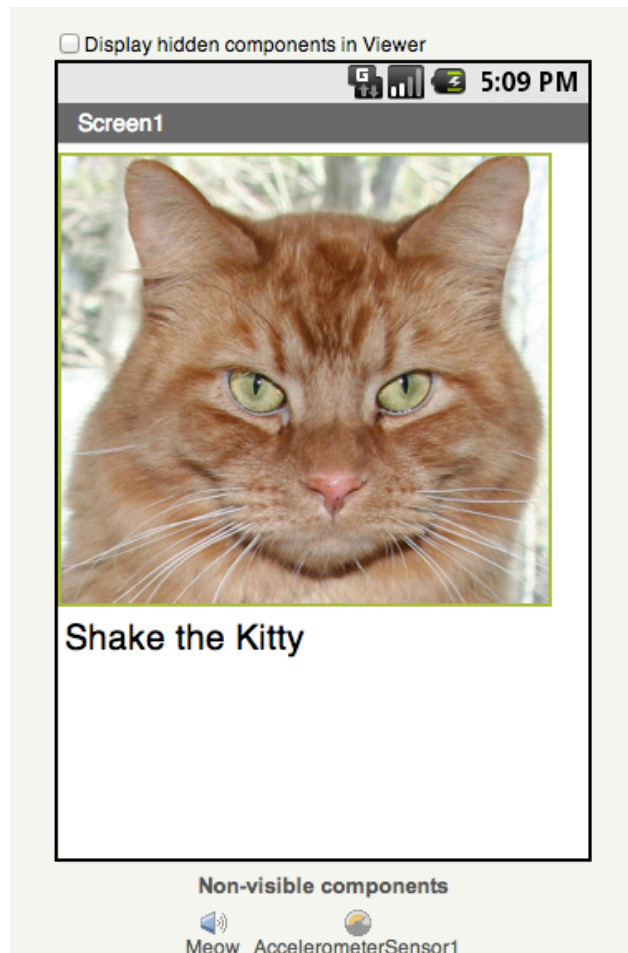 Display hidden components in Viewer
G 5:09 PM
Screen1
Shake the Kitty
Non-visible components
Meow AccelerometerSensor1